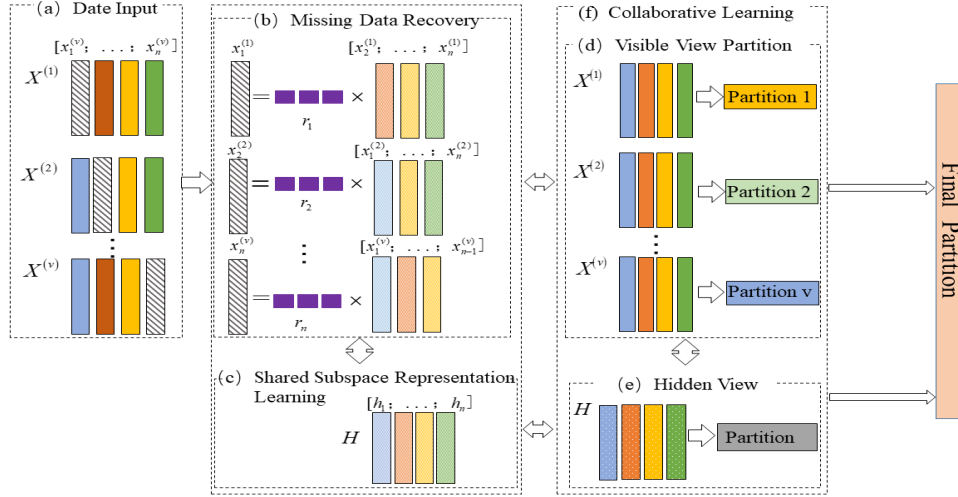 (a) Date Input
[x_1^{(v)}; ...; x_n^{(v)}]
X^{(1)}
X^{(2)}
⋮
X^{(v)}
(b) Missing Data Recovery
x_1^{(1)}
[x_2^{(1)}; ...; x_n^{(1)}]
= ×
r_1
x_2^{(2)}
[x_1^{(2)}; ...; x_n^{(2)}]
= ×
r_2
x_n^{(v)}
⋮
[x_1^{(v)}; ...; x_{n-1}^{(v)}]
= ×
r_n
(c) Shared Subspace Representation
Learning
[h_1; ...; h_n]
H
(f) Collaborative Learning
(d) Visible View Partition
X^{(1)}
Partition 1
X^{(2)}
Partition 2
⋮
X^{(v)}
Partition v
(e) Hidden View
H
Partition
Final Partition